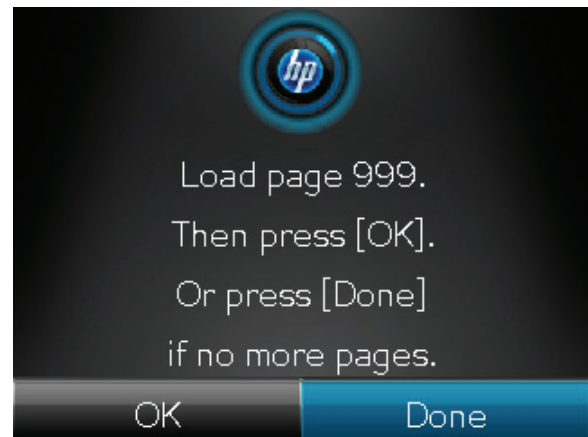 hp
Load page 999.
Then press [OK].
Or press [Done]
if no more pages.
OK
Done